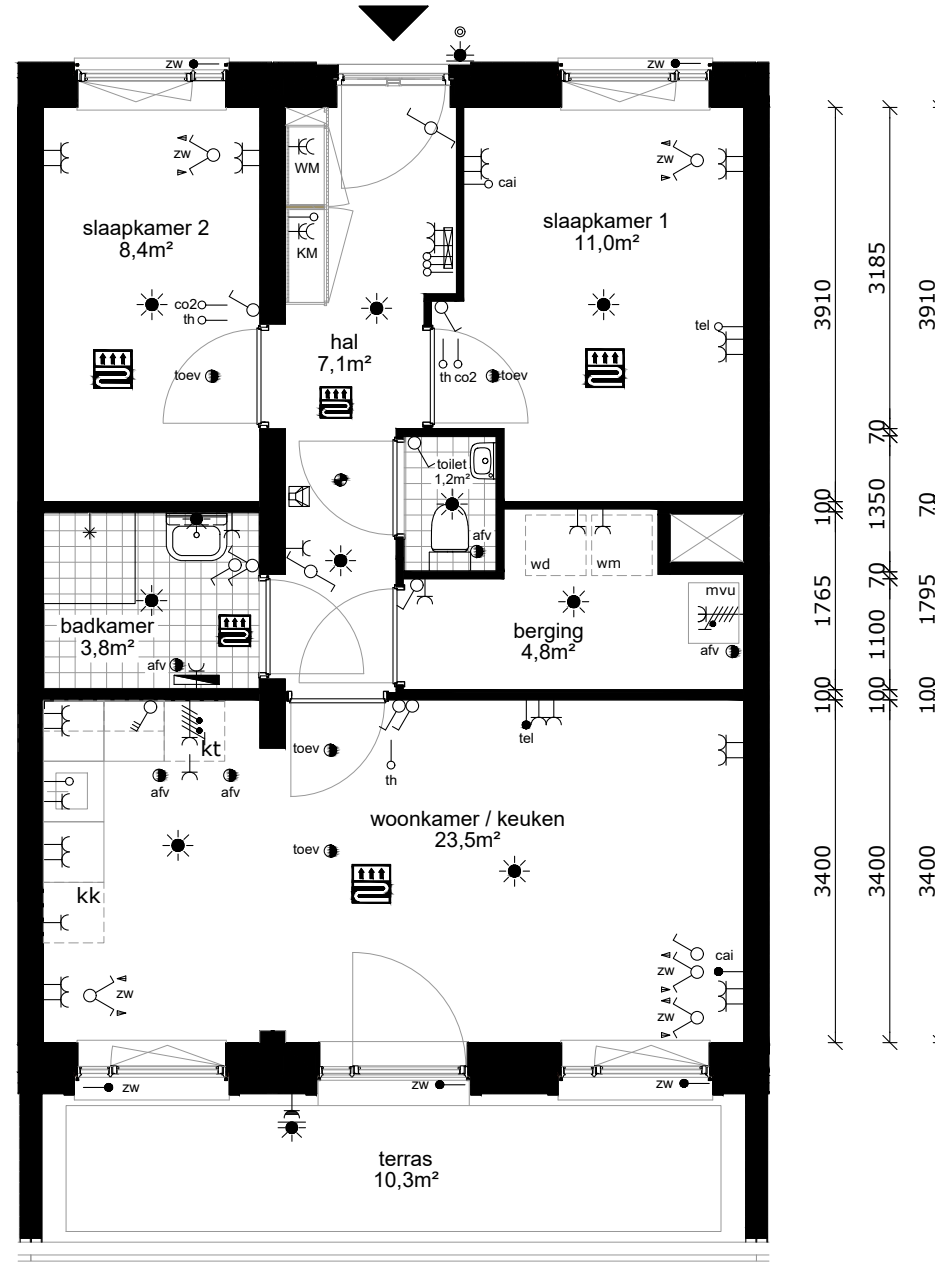 zw
zw
WM
zw
zw
cai
slaapkamer 2
8,4m²
slaapkamer 1
11,0m²
KM
co2
th
hal
7,1m²
tel
toev
th co2
toev
toilet
1,2m²
afv
wd
wm
mvu
badkamer
3,8m²
berging
4,8m²
afv
afv
kt
tel
toev
th
afv
afv
woonkamer / keuken
23,5m²
toev
kk
cai
zw
zw
zw
zw
zw
zw
terras
10,3m²
3910
100
1765
100
3400
3185
70
1350
70
1100
100
3400
3910
70
1795
100
3400